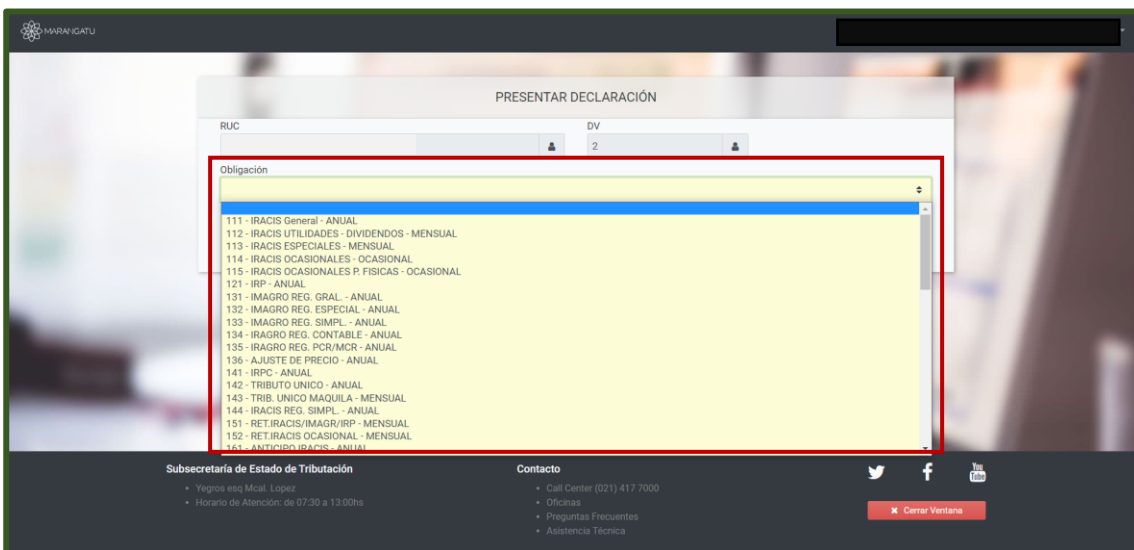 MARANGATU
PRESENTAR DECLARACIÓN
RUC
DV
2
Obligación
111 - IRACIS General - ANUAL
112 - IRACIS UTILIDADES - DIVIDENDOS - MENSUAL
113 - IRACIS ESPECIALES - MENSUAL
114 - IRACIS OCASIONALES - OCASIONAL
115 - IRACIS OCASIONALES P. FISICAS - OCASIONAL
121 - IRP - ANUAL
131 - IMAGRO REG. GRAL. - ANUAL
132 - IMAGRO REG. ESPECIAL - ANUAL
133 - IMAGRO REG. SIMPL. - ANUAL
134 - IRAGRO REG. CONTABLE - ANUAL
135 - IRAGRO REG. PCR/MCR - ANUAL
136 - AJUSTE DE PRECIO - ANUAL
141 - IRPC - ANUAL
142 - TRIBUTO UNICO - ANUAL
143 - TRIB. UNICO MAQUILA - MENSUAL
144 - IRACIS REG. SIMPL. - ANUAL
151 - RET.IRACIS/IMAGR/IRP - MENSUAL
152 - RET.IRACIS OCASIONAL - MENSUAL
161 - ANTICIPO IRACIS - ANUAL
Subsecretaría de Estado de Tributación
Yegros esq Mcal. Lopez
Horario de Atención: de 07:30 a 13:00hs
Contacto
Call Center (021) 417 7000
Oficinas
Preguntas Frecuentes
Asistencia Técnica
You
Tube
Cerrar Ventana